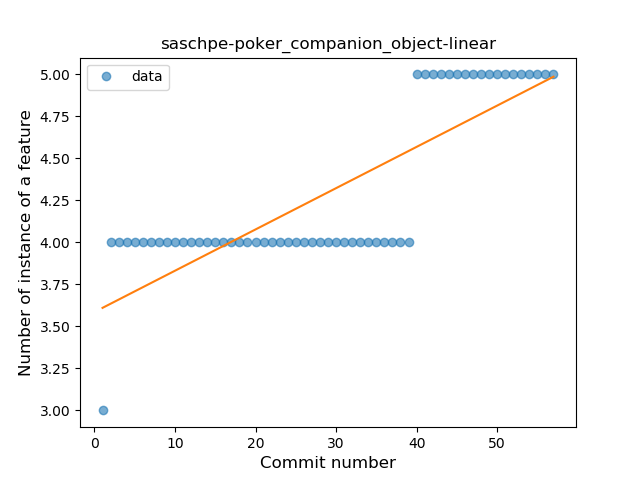 saschpe-poker_companion_object-linear
data
Number of instance of a feature
5.00
4.75
4.50
4.25
4.00
3.75
3.50
3.25
3.00
0 10 20 30 40 50
Commit number